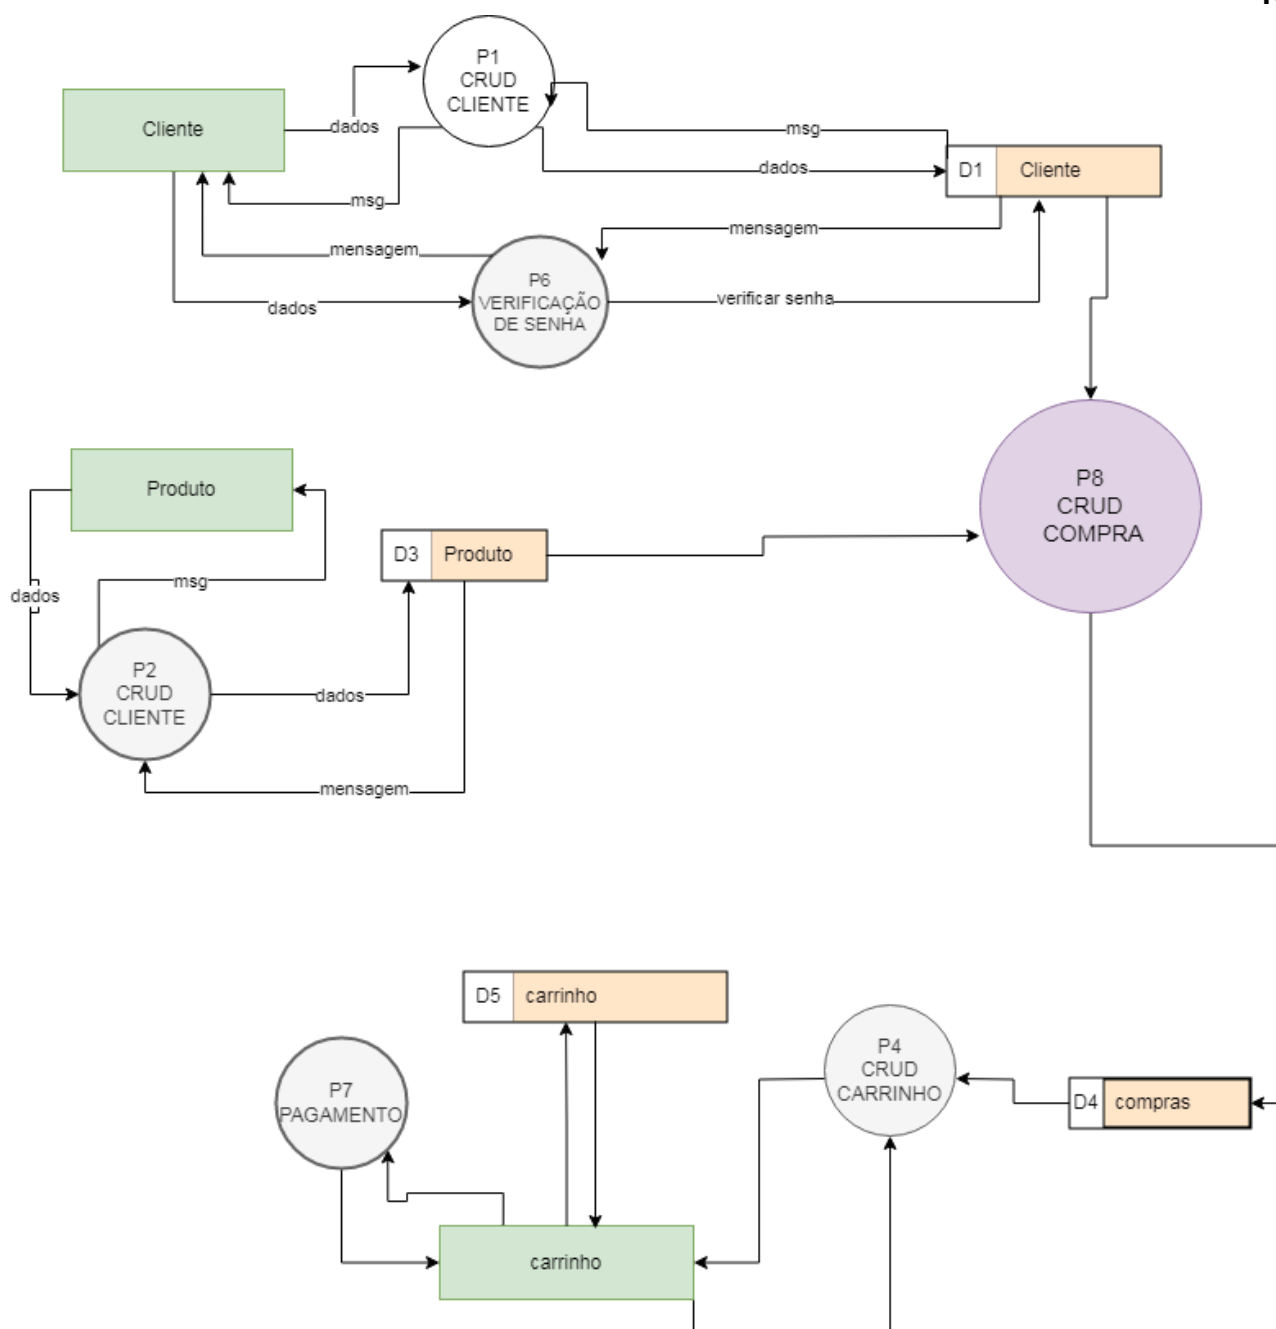 P1
CRUD
CLIENTE
Cliente
dados
msg
dados
msg
D1
Cliente
mensagem
mensagem
P6
VERIFICAÇÃO
DE SENHA
dados
verificar senha
P8
CRUD
COMPRA
Produto
D3
Produto
msg
dados
P2
CRUD
CLIENTE
dados
mensagem
D5
carrinho
P4
CRUD
CARRINHO
P7
PAGAMENTO
D4
compras
carrinho